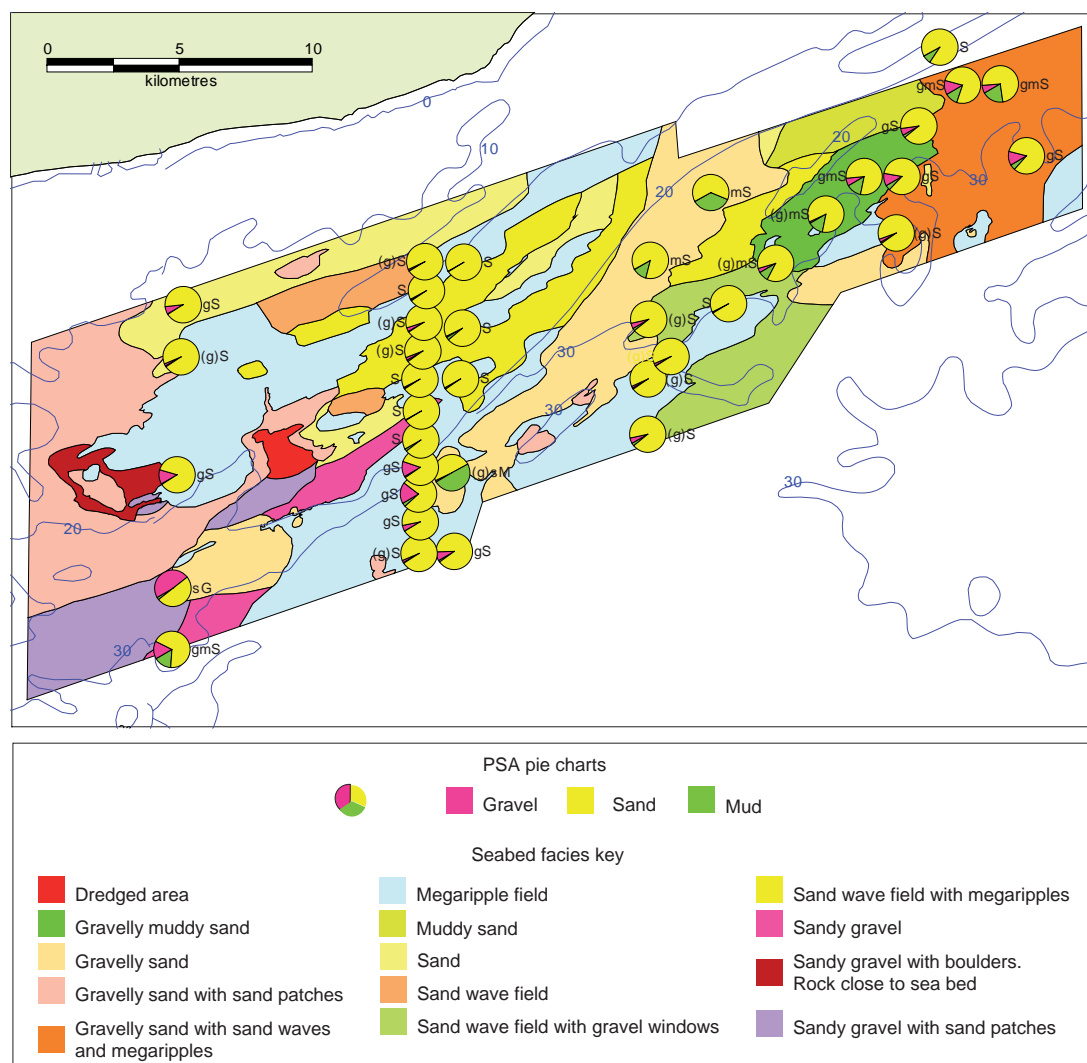 0 5 10
kilometres
0
10
20
20
30
30
30
30
20
30
S
gmS
gmS
gS
gS
gmS
gS
mS
(g)mS
(g)S
(g)mS
mS
(g)S
S
S
gS
S
(g)S
S
(g)S
(g)S
(g)S
(g)S
S
S
(g)S
S
(g)S
S
gS
gS
(g)sM
gS
gS
(g)S
gS
sG
gmS
PSA pie charts
Gravel Sand Mud
Seabed facies key
Dredged area
Gravelly muddy sand
Gravelly sand
Gravelly sand with sand patches
Gravelly sand with sand waves
and megaripples
Megaripple field
Muddy sand
Sand
Sand wave field
Sand wave field with gravel windows
Sand wave field with megaripples
Sandy gravel
Sandy gravel with boulders.
Rock close to sea bed
Sandy gravel with sand patches